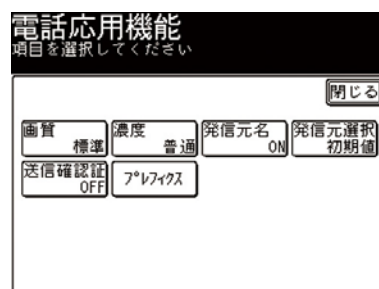 電話応用機能
項目を選択してください
閉じる
画質 濃度 発信元名 発信元選択
標準 普通 ON 初期値
送信確認証 プレフィクス
OFF